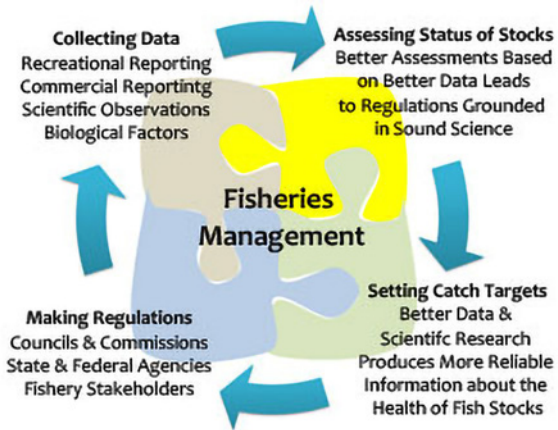 Collecting Data
Recreational Reporting
Commercial Reportintg
Scientific Observations
Biological Factors
Assessing Status of Stocks
Better Assessments Based
on Better Data Leads
to Regulations Grounded
in Sound Science
Fisheries
Management
Setting Catch Targets
Better Data &
Scientifc Research
Produces More Reliable
Information about the
Health of Fish Stocks
Making Regulations
Councils & Commissions
State & Federal Agencies
Fishery Stakeholders